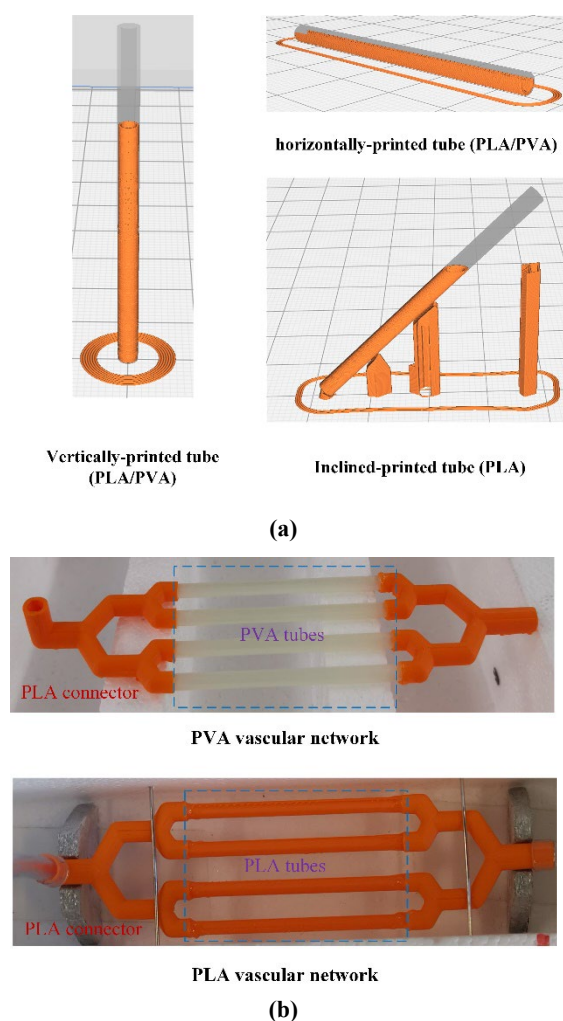 horizontally-printed tube (PLA/PVA)
Vertically-printed tube
(PLA/PVA)
Inclined-printed tube (PLA)
(a)
PVA tubes
PLA connector
PVA vascular network
PLA tubes
PLA connector
PLA vascular network
(b)